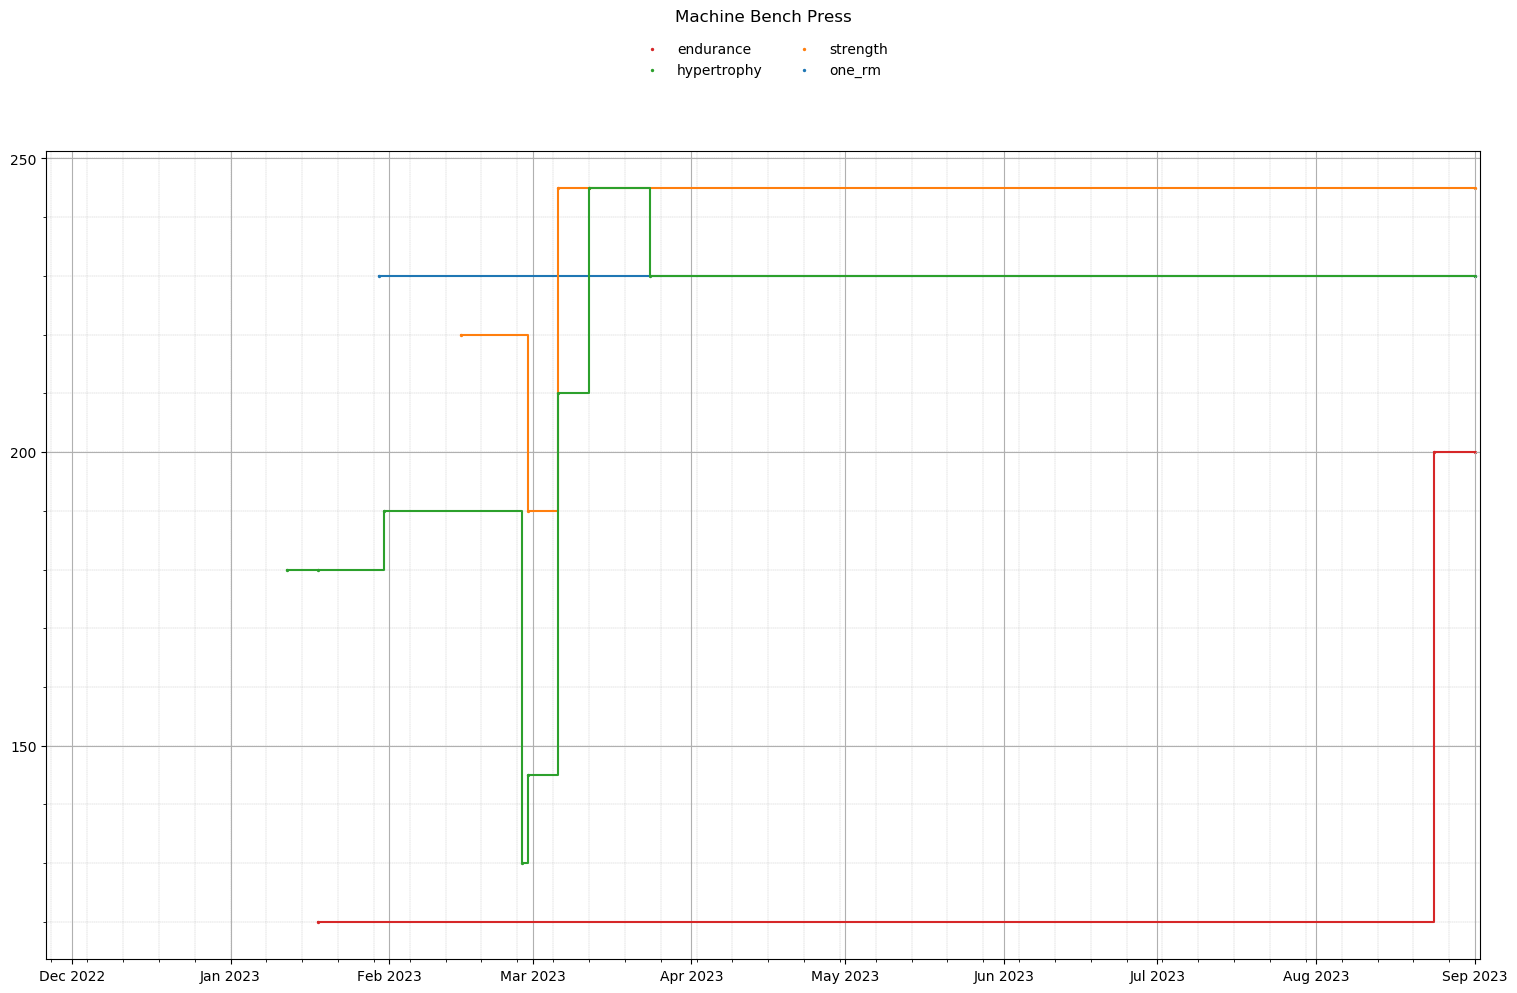 Machine Bench Press
endurance strength
hypertrophy one_rm
250
200
150
Dec 2022 Jan 2023 Feb 2023 Mar 2023 Apr 2023 May 2023 Jun 2023 Jul 2023 Aug 2023 Sep 2023